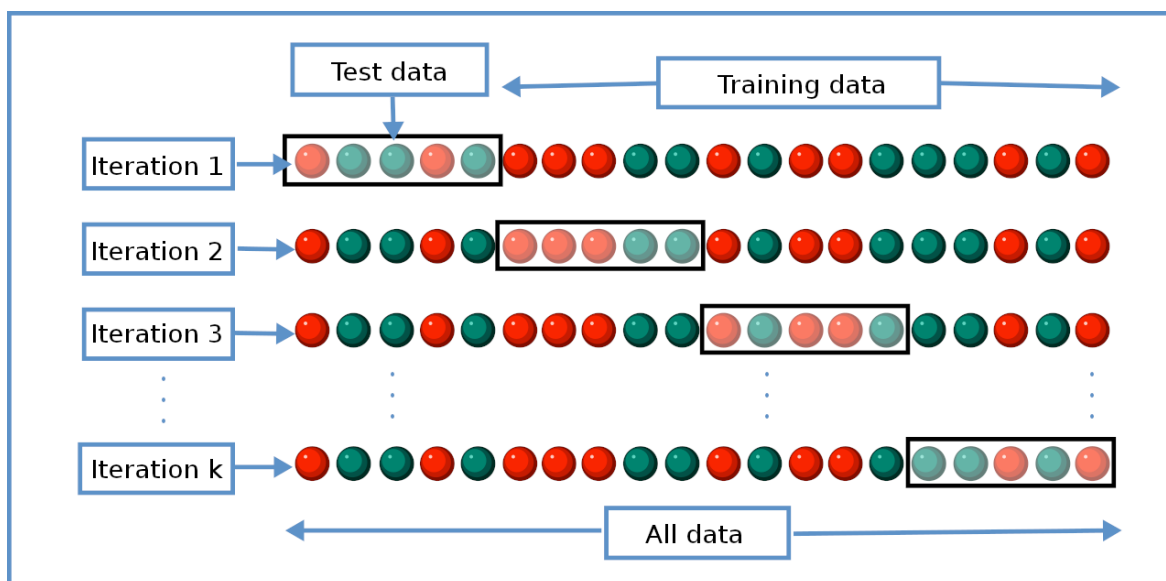 Test data
Training data
Iteration 1
Iteration 2
Iteration 3
Iteration k
All data